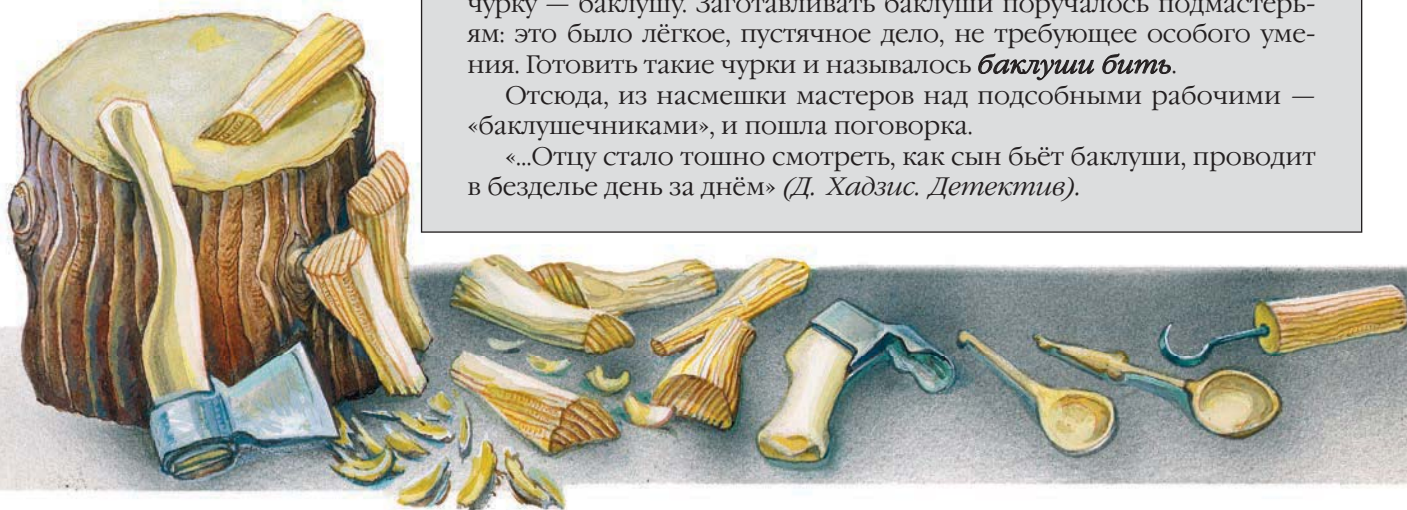 чурку — баклушу. Заготавливать баклуши поручалось подмастерь-
ям: это было лёгкое, пустячное дело, не требующее особого уме-
ния. Готовить такие чурки и называлось баклуши бить.
Отсюда, из насмешки мастеров над подсобными рабочими —
«баклушечниками», и пошла поговорка.
«...Отцу стало тошно смотреть, как сын бьёт баклуши, проводит
в безделье день за днём» (Д. Хадзис. Детектив).